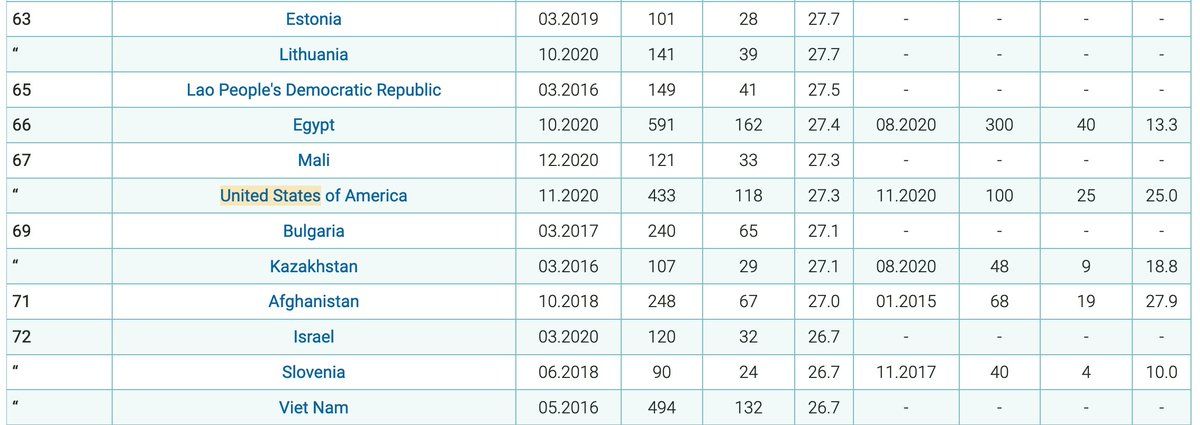 63 Estonia 03.2019 101 28 27.7 - - - -
“ Lithuania 10.2020 141 39 27.7 - - - -
65 Lao People's Democratic Republic 03.2016 149 41 27.5 - - - -
66 Egypt 10.2020 591 162 27.4 08.2020 300 40 13.3
67 Mali 12.2020 121 33 27.3 - - - -
“ United States of America 11.2020 433 118 27.3 11.2020 100 25 25.0
69 Bulgaria 03.2017 240 65 27.1 - - - -
“ Kazakhstan 03.2016 107 29 27.1 08.2020 48 9 18.8
71 Afghanistan 10.2018 248 67 27.0 01.2015 68 19 27.9
72 Israel 03.2020 120 32 26.7 - - - -
“ Slovenia 06.2018 90 24 26.7 11.2017 40 4 10.0
“ Viet Nam 05.2016 494 132 26.7 - - - -